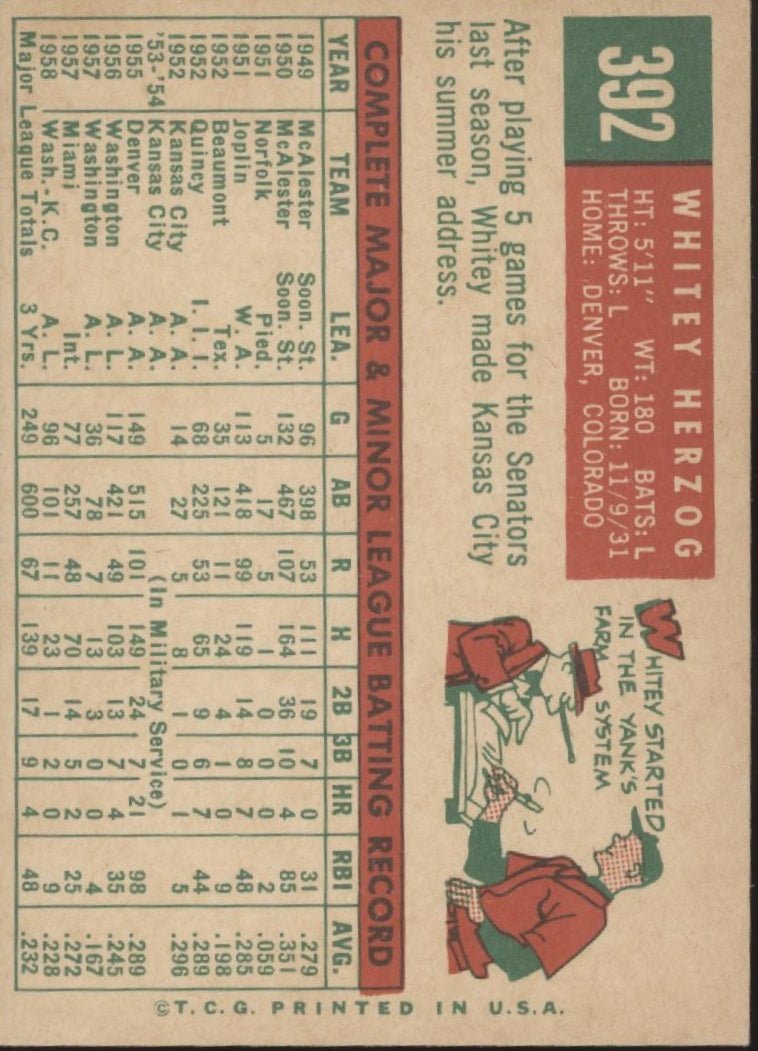 392
WHITEY HERZOG
HT: 5'11" WT: 180 BATS: L
THROWS: L BORN: 11/9/31
HOME: DENVER, COLORADO
After playing 5 games for the Senators
last season, Whitey made Kansas City
his summer address.
WHITEY STARTED
IN THE YANK'S
FARM SYSTEM
COMPLETE MAJOR & MINOR LEAGUE BATTING RECORD
YEAR TEAM LEA. G AB R H 2B 3B HR RBI AVG.
1949 McAlester Soon. St. 96 398 53 111 19 7 0 31 .279
1950 McAlester Soon. St. 132 467 107 164 36 10 4 85 .351
1951 Norfolk Pied. 5 17 5 1 0 0 0 2 .059
1951 Joplin W. A. 113 418 99 119 14 8 7 48 .285
1952 Beaumont Tex. 35 121 11 24 4 1 0 9 .198
1952 Quincy I. I. I. 68 225 53 65 9 6 7 44 .289
1952 Kansas City A. A. 14 27 5 8 1 0 1 5 .296
'53-'54 Kansas City A. A. (In Military Service)
1955 Denver A. A. 149 515 101 149 24 7 21 98 .289
1956 Washington A. L. 117 421 49 103 13 7 4 35 .245
1957 Washington A. L. 36 78 7 13 3 0 0 4 .167
1957 Miami Int. 77 257 48 70 14 5 2 25 .272
1958 Wash.-K.C. A. L. 96 101 11 23 1 2 0 9 .228
Major League Totals 3 Yrs. 249 600 67 139 17 9 4 48 .232
©T.C.G. PRINTED IN U.S.A.